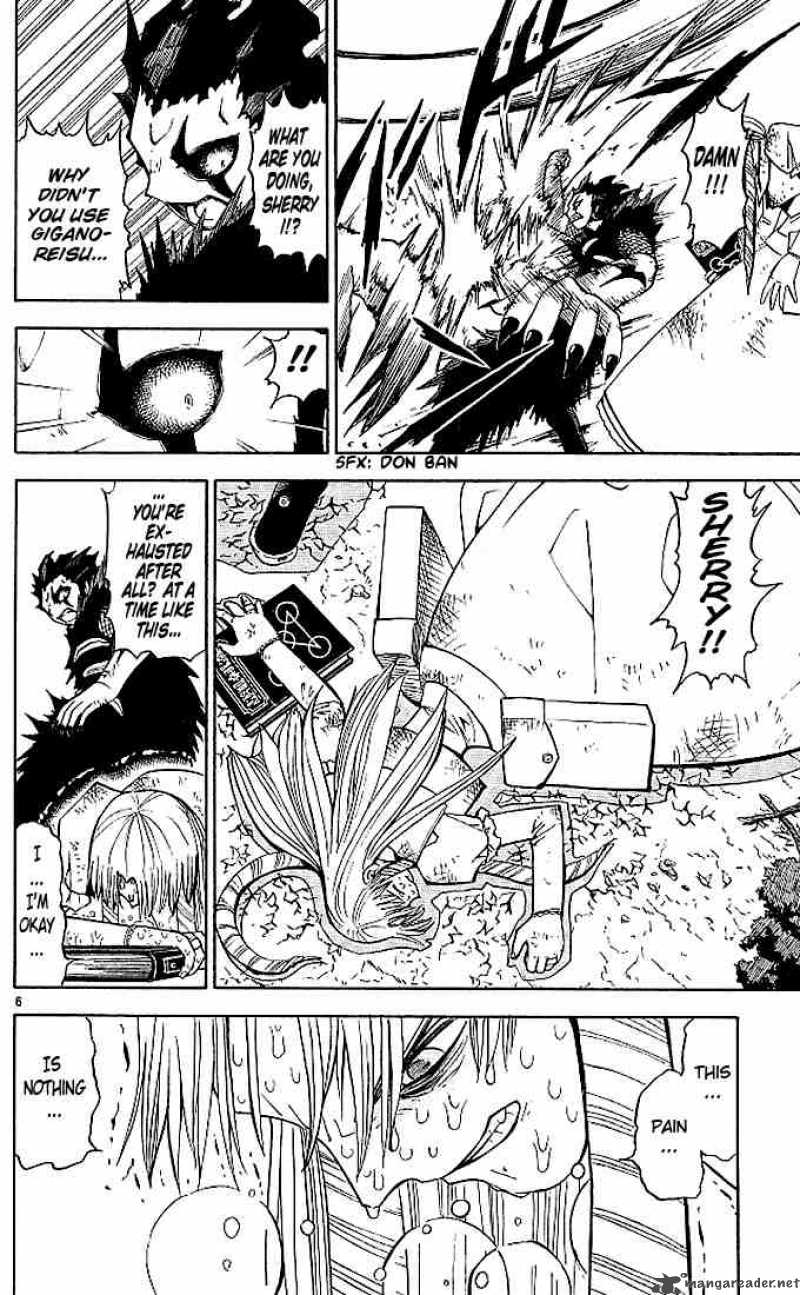 DAMN
!!!
WHAT
ARE YOU
DOING,
SHERRY
!!?
WHY
DIDN'T
YOU USE
GIGANO-
REISU...
SFX: DON BAN
!!
SHERRY!!
...
YOU'RE
EX-
HAUSTED
AFTER
ALL? AT A
TIME LIKE
THIS...
I
...
I'M
OKAY
...
6
THIS
...
PAIN
...
IS
NOTHING
...
mangareader.net